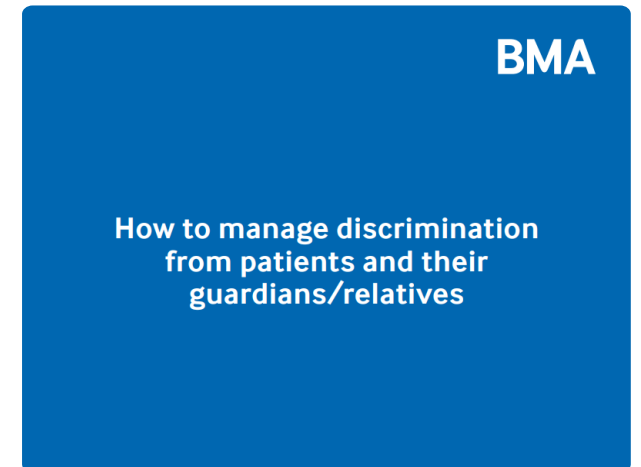 BMA
How to manage discrimination
from patients and their
guardians/relatives